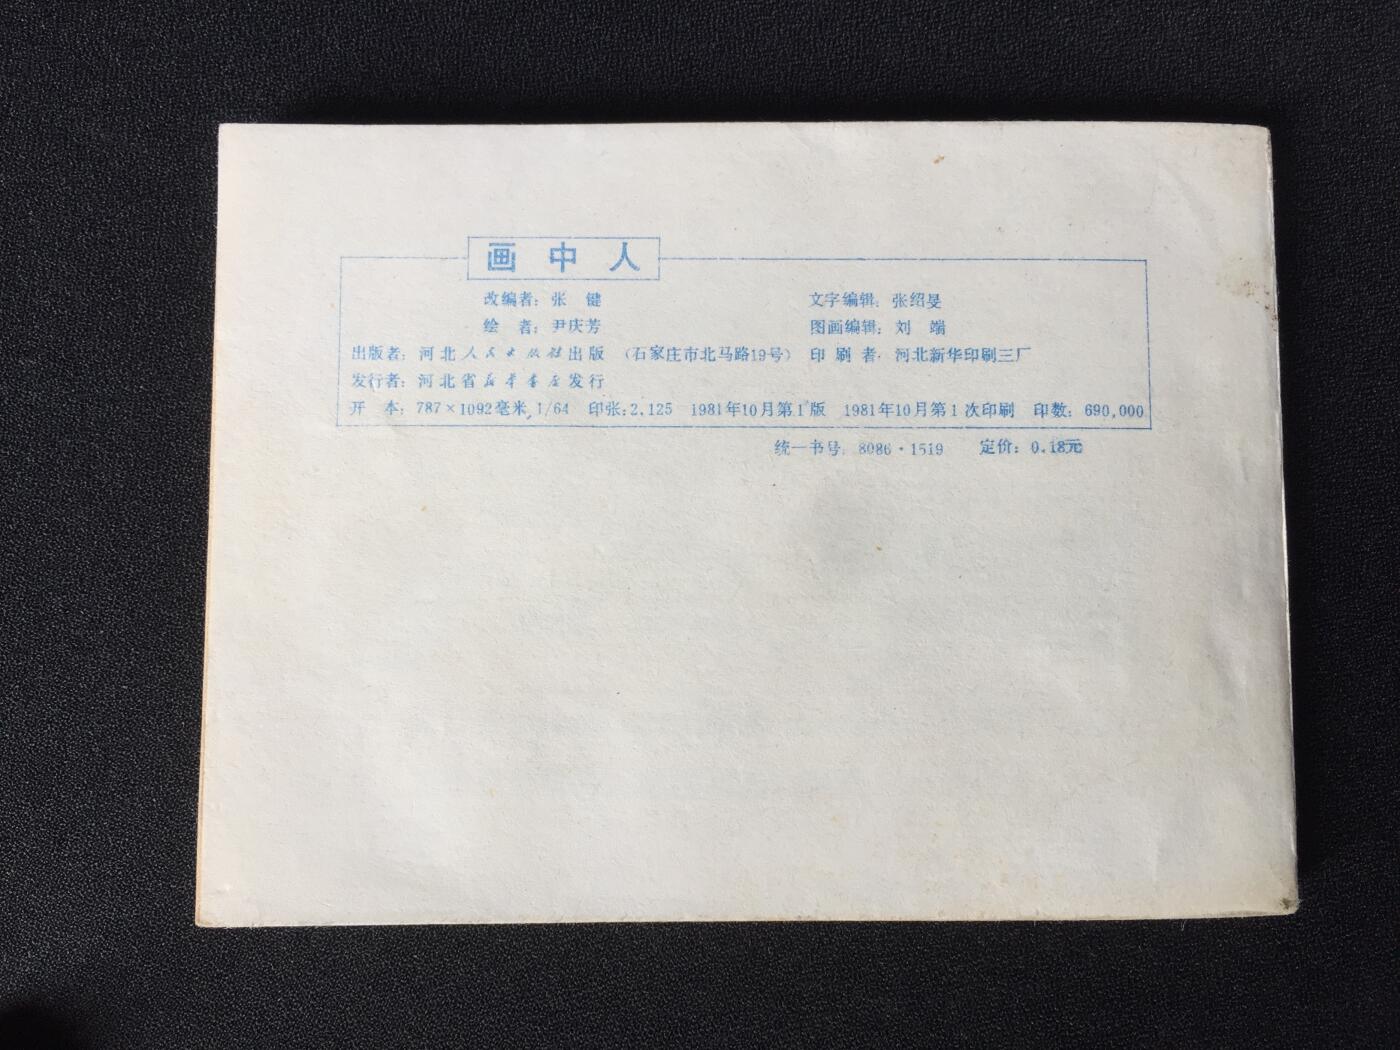 画中人
改编者：张 键 文字编辑：张绍旻
绘 者：尹庆芳 图画编辑：刘 端
出版者：河北人民出版社出版 （石家庄市北马路19号） 印刷者：河北新华印刷三厂
发行者：河北省新华书店发行
开 本：787×1092毫米，1/64 印张：2.125 1981年10月第1版 1981年10月第1次印刷 印数：690,000
统一书号：8086·1519 定价：0.18元